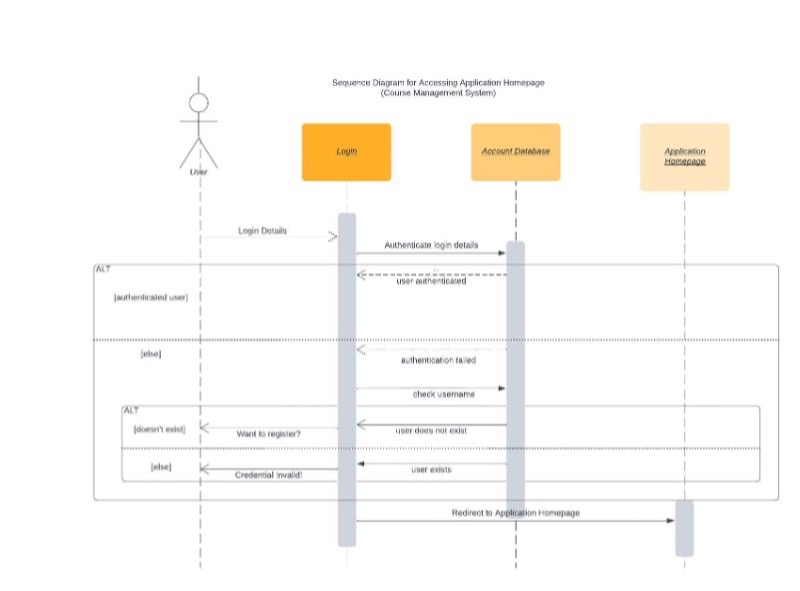 Sequence Diagram for Accessing Application Homepage
(Course Management System)
Login
Account Database
Application
Homepage
User
Login Details
Authenticate login details
ALT
user authenticated
[authenticated user]
[else]
authentication failed
check username
ALT
[doesn't exist]
Want to register?
user does not exist
[else]
user exists
Credential invalid!
Redirect to Application Homepage